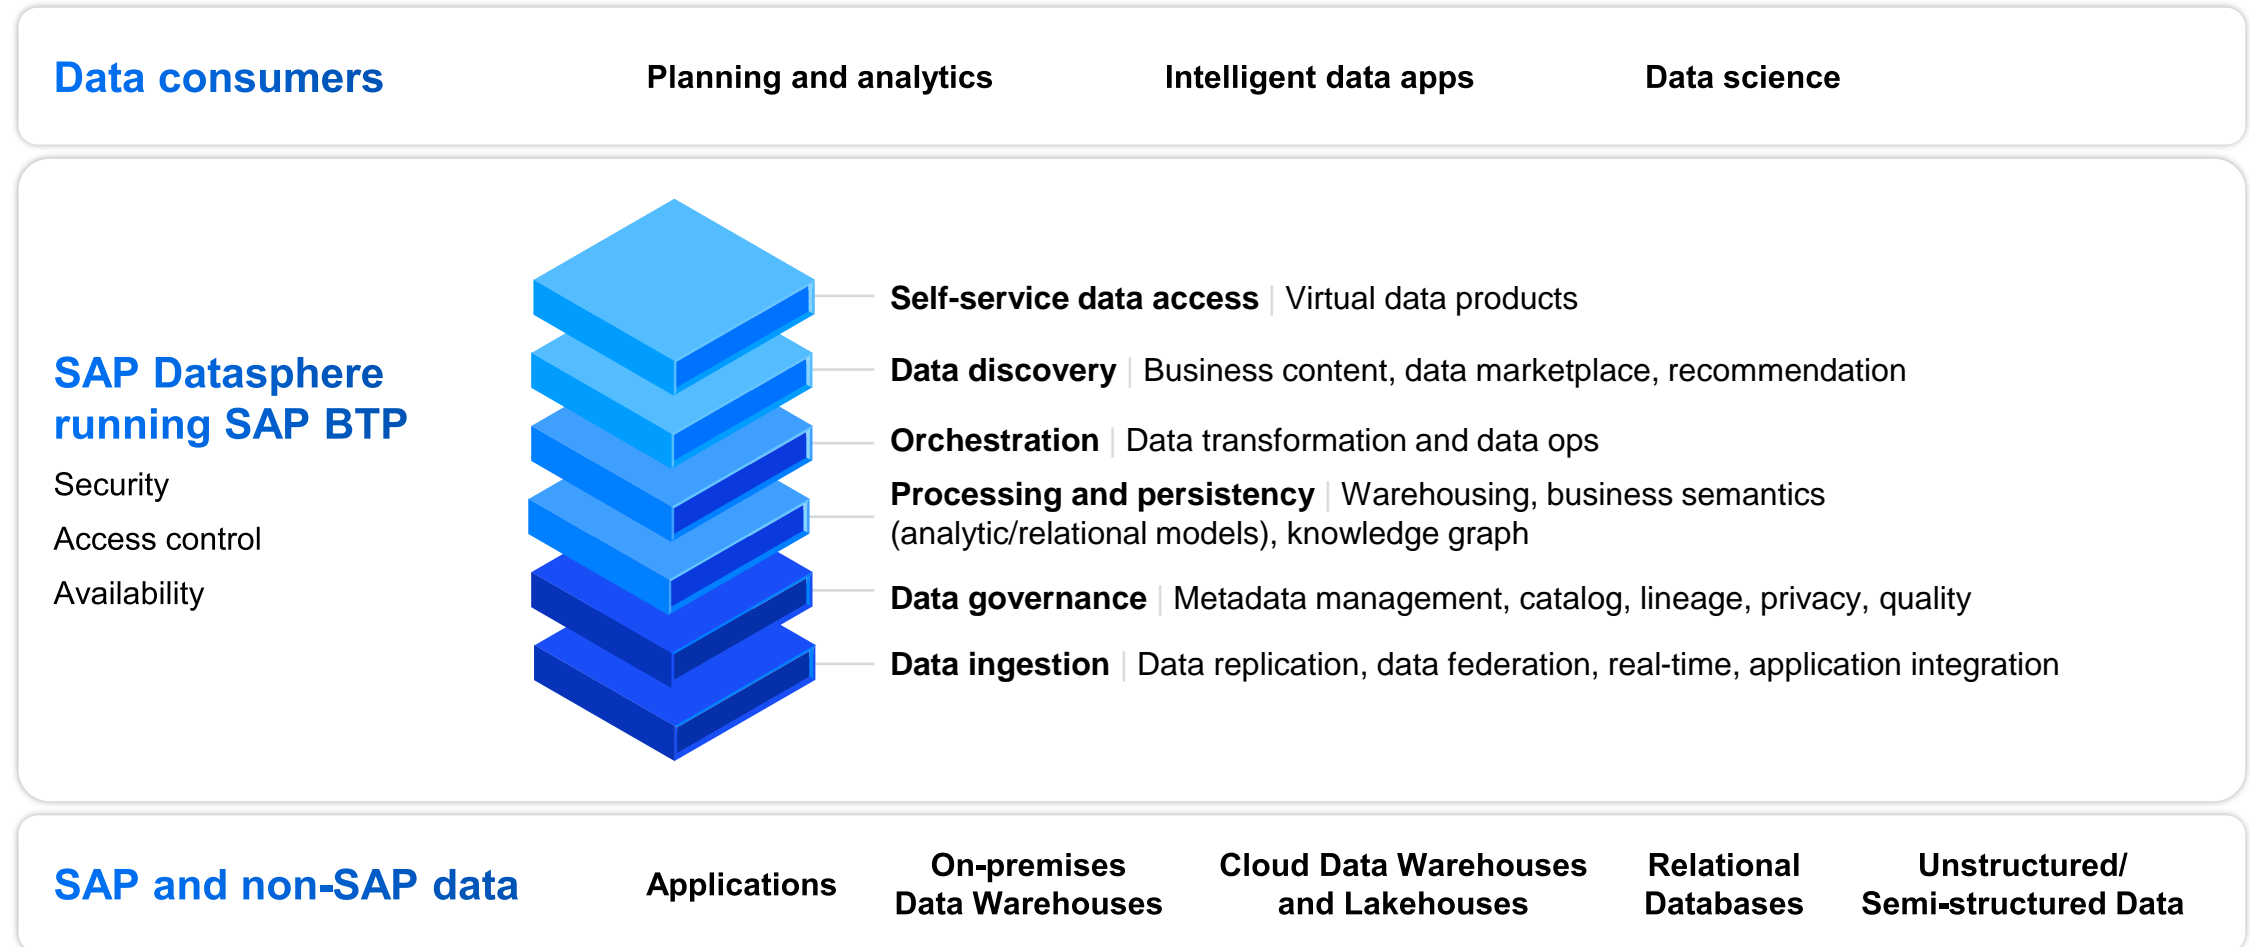 Data consumers
Planning and analytics
Intelligent data apps
Data science
SAP Datasphere
running SAP BTP
Security
Access control
Availability
Self-service data access | Virtual data products
Data discovery | Business content, data marketplace, recommendation
Orchestration | Data transformation and data ops
Processing and persistency | Warehousing, business semantics
(analytic/relational models), knowledge graph
Data governance | Metadata management, catalog, lineage, privacy, quality
Data ingestion | Data replication, data federation, real-time, application integration
SAP and non-SAP data
Applications
On-premises
Data Warehouses
Cloud Data Warehouses
and Lakehouses
Relational
Databases
Unstructured/
Semi-structured Data